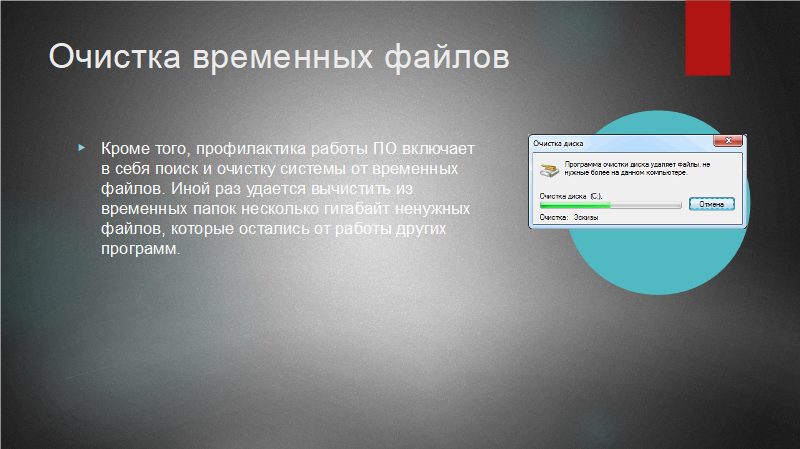 Очистка временных файлов
Кроме того, профилактика работы ПО включает
в себя поиск и очистку системы от временных
файлов. Иной раз удается вычистить из
временных папок несколько гигабайт ненужных
файлов, которые остались от работы других
программ.
Очистка диска
Программа очистки диска удаляет файлы, не
нужные более на данном компьютере.
Очистка диска (C:).
Отмена
Очистка: Эскизы